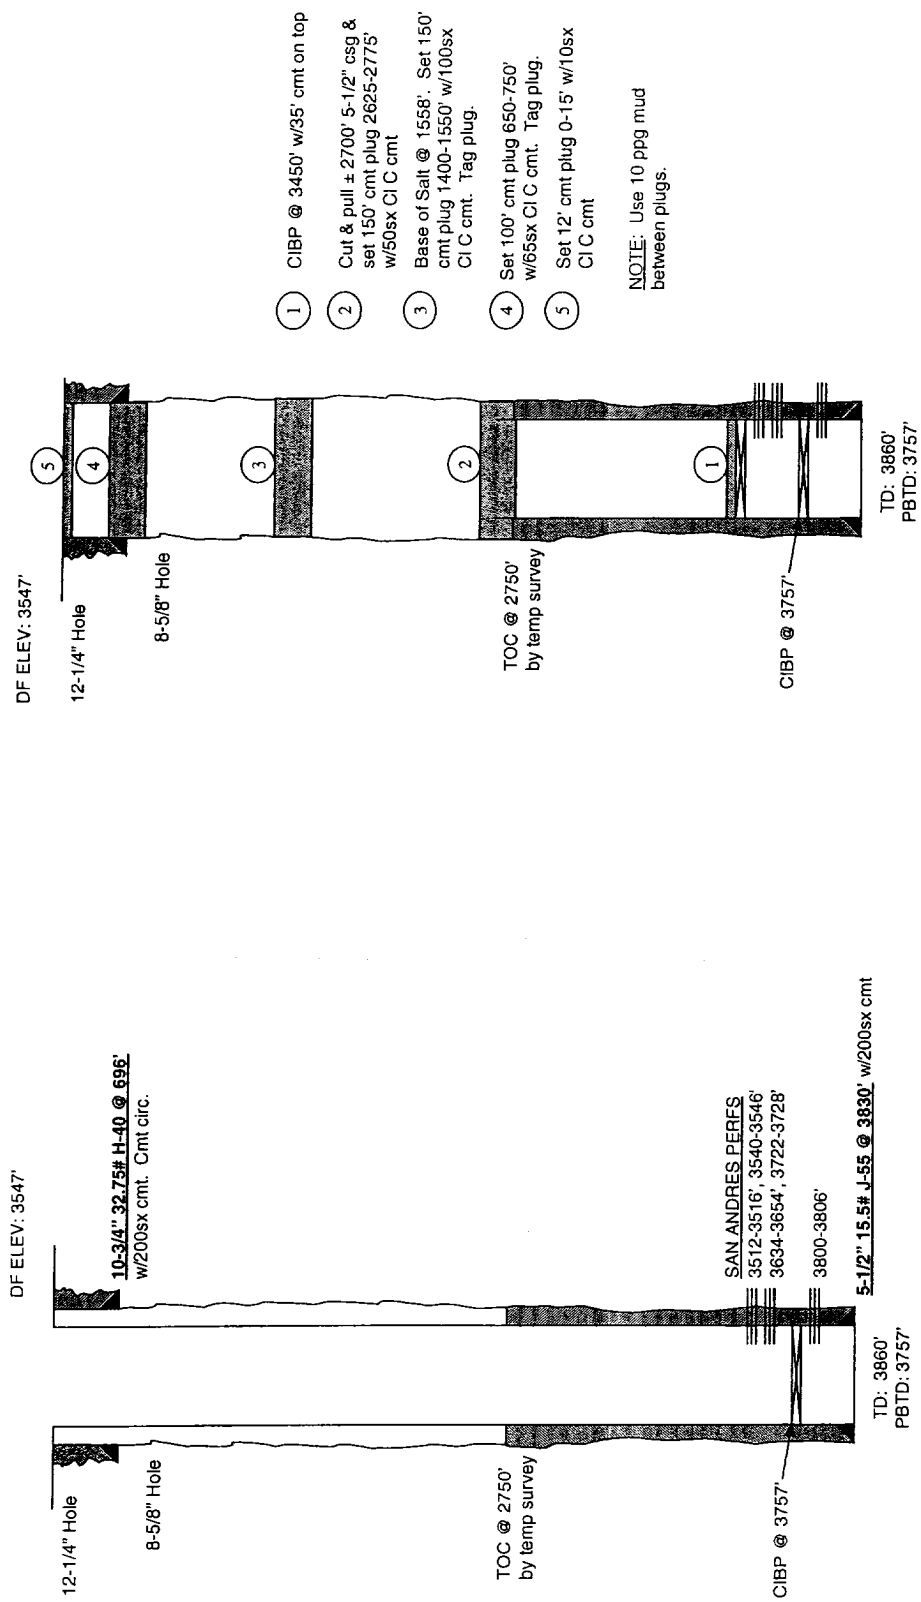 DF ELEV: 3547'
12-1/4" Hole
10-3/4" 32.75# H-40 @ 696'
w/200sx cmt. Cmt circ.
8-5/8" Hole
TOC @ 2750'
by temp survey
SAN ANDRES PERFS
3512-3516', 3540-3546'
3634-3654', 3722-3728'
CIBP @ 3757'
3800-3806'
5-1/2" 15.5# J-55 @ 3830' w/200sx cmt
TD: 3860'
PBTD: 3757'
DF ELEV: 3547'
12-1/4" Hole
5
4
8-5/8" Hole
3
2
TOC @ 2750'
by temp survey
1
CIBP @ 3757'
TD: 3860'
PBTD: 3757'
1 CIBP @ 3450' w/35' cmt on top
2 Cut & pull ± 2700' 5-1/2" csg &
set 150' cmt plug 2625-2775'
w/50sx Cl C cmt
3 Base of Salt @ 1558'. Set 150'
cmt plug 1400-1550' w/100sx
Cl C cmt. Tag plug.
4 Set 100' cmt plug 650-750'
w/65sx Cl C cmt. Tag plug.
5 Set 12' cmt plug 0-15' w/10sx
Cl C cmt
NOTE: Use 10 ppg mud
between plugs.